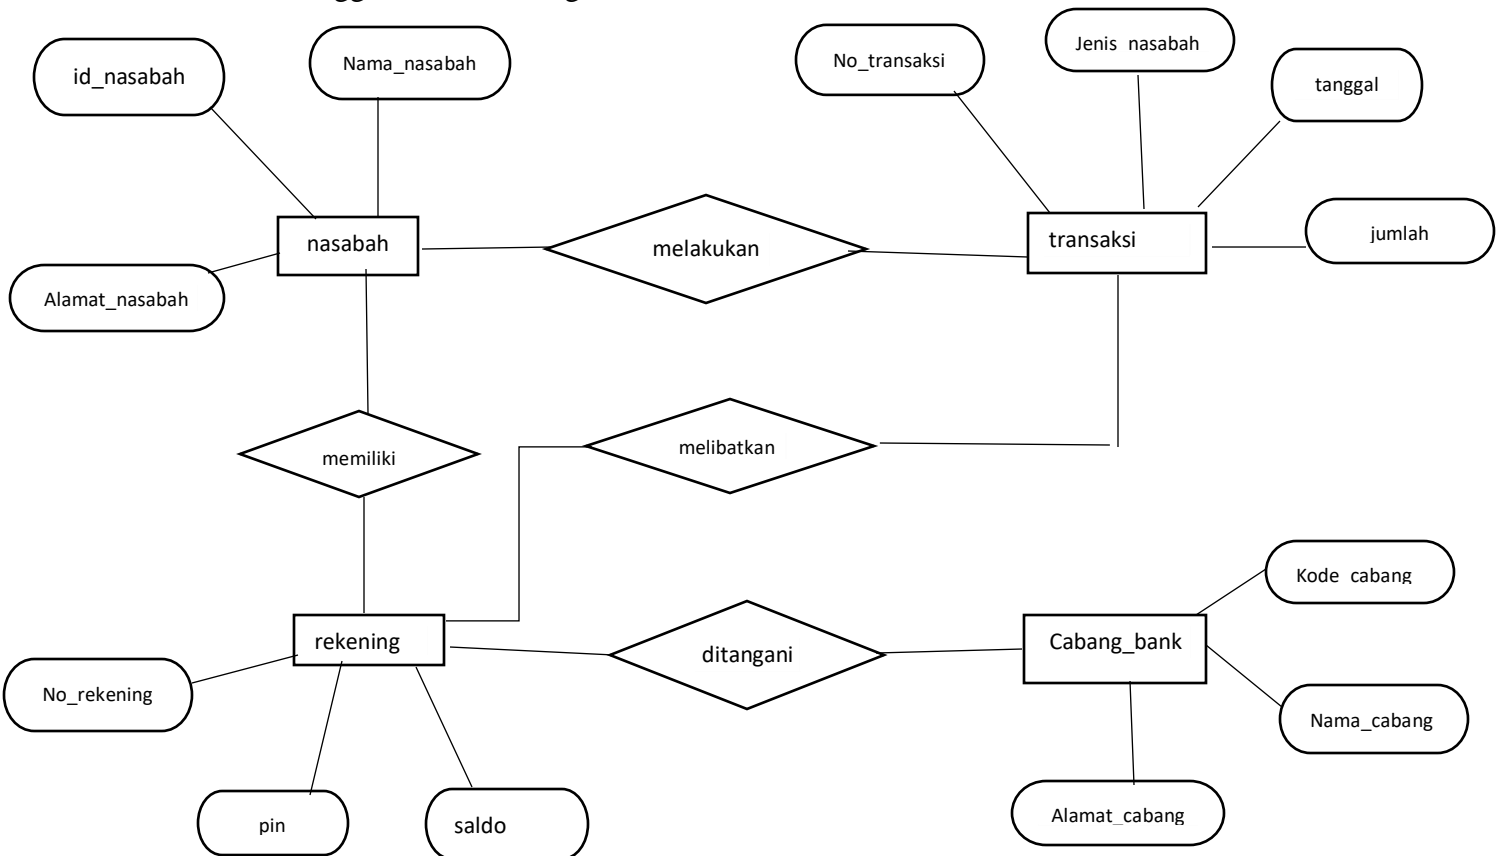 id_nasabah
Nama_nasabah
No_transaksi
Jenis nasabah
tanggal
nasabah
melakukan
transaksi
jumlah
Alamat_nasabah
memiliki
melibatkan
Kode cabang
rekening
ditangani
Cabang_bank
No_rekening
Nama_cabang
pin
saldo
Alamat_cabang